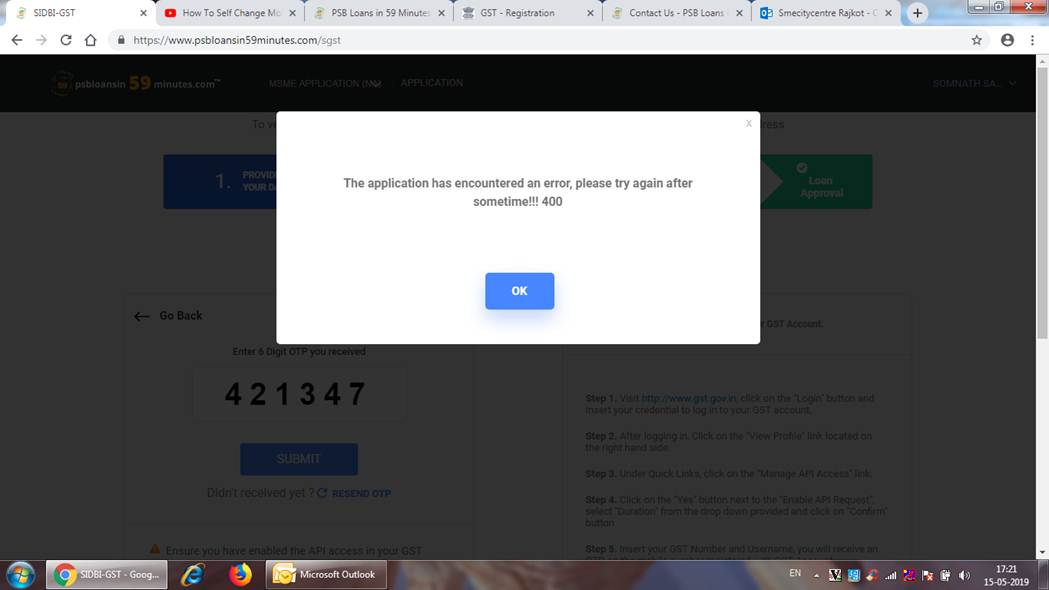 SIDBI-GST
How To Self Change Mo
PSB Loans in 59 Minutes
GST - Registration
Contact Us - PSB Loans
Smecitycentre Rajkot - O
https://www.psbloansin59minutes.com/sgst
psbloansin 59 minutes.com™
MSME APPLICATION
APPLICATION
SOMNATH SA...
To ve
dress
X
1.
PROVID
YOUR DA
Loan
Approval
The application has encountered an error, please try again after
sometime!!! 400
OK
Go Back
Enter 6 Digit OTP you received
421347
SUBMIT
Didn't received yet ? RESEND OTP
Ensure you have enabled the API access in your GST
r GST Account.
Step 1. Visit http://www.gst.gov.in, click on the "Login" button and
insert your credential to log in to your GST account.
Step 2. After logging in, Click on the "View Profile" link located on
the right hand side.
Step 3. Under Quick Links, click on the "Manage API Access" link.
Step 4. Click on the "Yes" button next to the "Enable API Request",
select "Duration" from the drop down provided and click on "Confirm"
button
Step 5. Insert your GST Number and Username, you will receive an
SIDBI-GST - Goog...
Microsoft Outlook
EN
17:21
15-05-2019